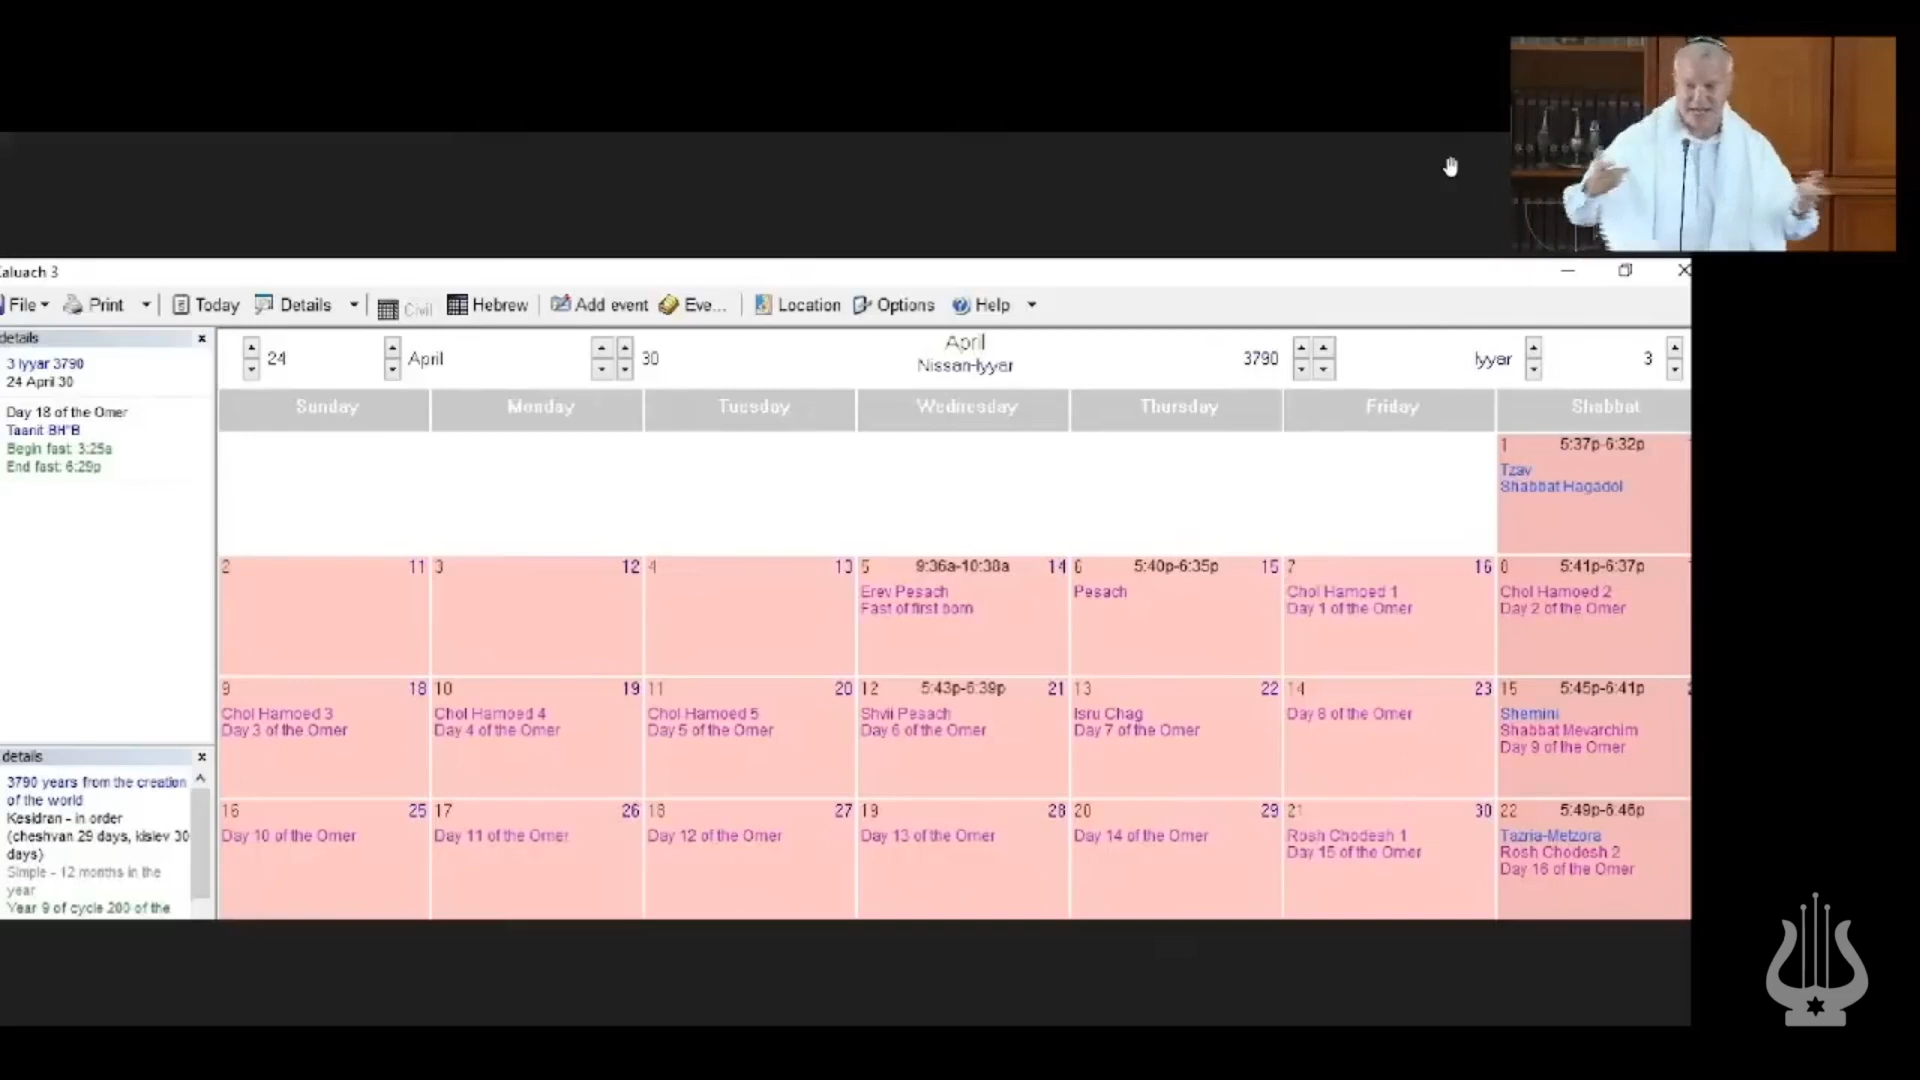 aluach 3
File
Print
Today
Details
Civil
Hebrew
Add event
Eve...
Location
Options
Help
details
3 Iyyar 3790
24 April 30
Day 18 of the Omer
Taanit BH"B
Begin fast: 3:25a
End fast: 6:29p
24
April
30
April
Nissan-Iyyar
3790
Iyyar
3
Sunday
Monday
Tuesday
Wednesday
Thursday
Friday
Shabbat
1 5:37p-6:32p
Tzav
Shabbat Hagadol
2 11
3 12
4 13
5 9:36a-10:38a 14
Erev Pesach
Fast of first born
6 5:40p-6:35p 15
Pesach
7 16
Chol Hamoed 1
Day 1 of the Omer
8 5:41p-6:37p
Chol Hamoed 2
Day 2 of the Omer
9 18
Chol Hamoed 3
Day 3 of the Omer
10 19
Chol Hamoed 4
Day 4 of the Omer
11 20
Chol Hamoed 5
Day 5 of the Omer
12 5:43p-6:39p 21
Shvii Pesach
Day 6 of the Omer
13 22
Isru Chag
Day 7 of the Omer
14 23
Day 8 of the Omer
15 5:45p-6:41p
Shemini
Shabbat Mevarchim
Day 9 of the Omer
16 25
Day 10 of the Omer
17 26
Day 11 of the Omer
18 27
Day 12 of the Omer
19 28
Day 13 of the Omer
20 29
Day 14 of the Omer
21 30
Rosh Chodesh 1
Day 15 of the Omer
22 5:49p-6:46p
Tazria-Metzora
Rosh Chodesh 2
Day 16 of the Omer
details
3790 years from the creation
of the world
Kesidran - in order
(cheshvan 29 days, kislev 30
days)
Simple - 12 months in the
year
Year 9 of cycle 200 of the